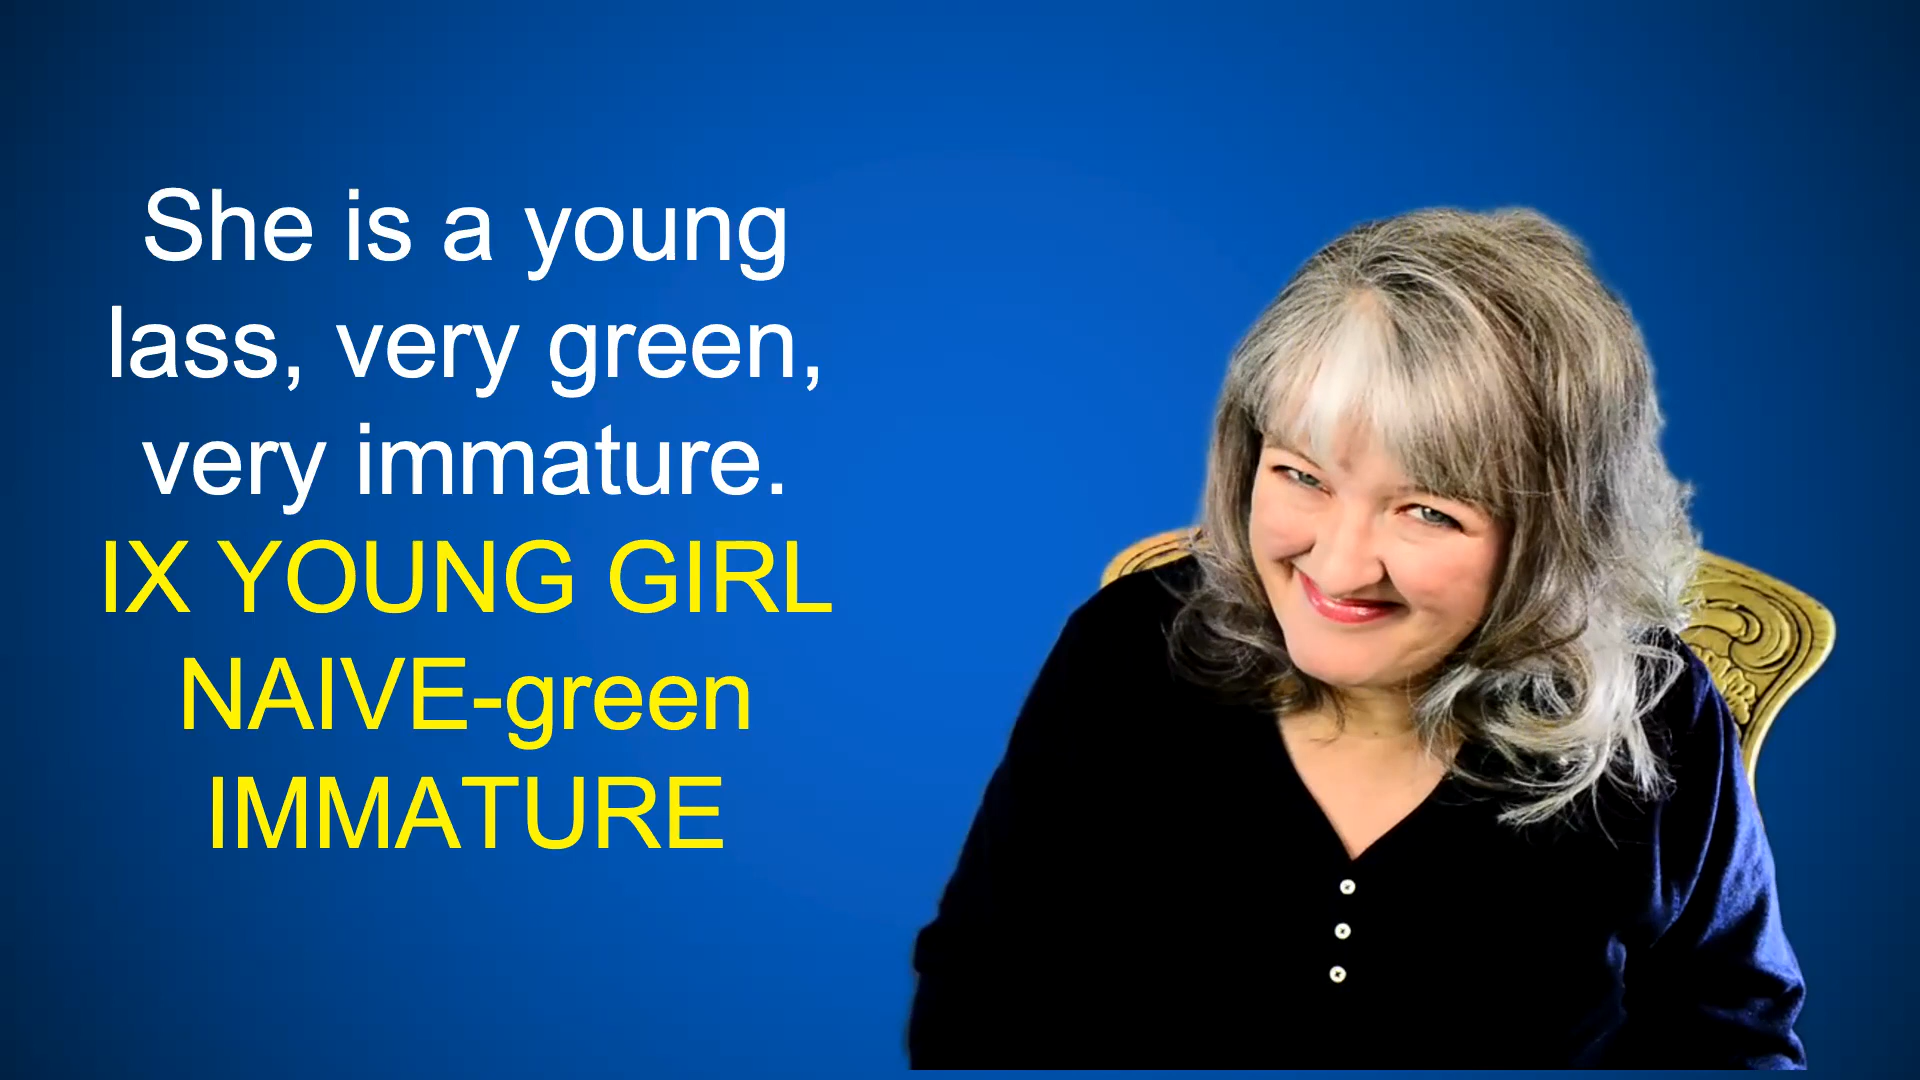 She is a young
lass, very green,
very immature.
IX YOUNG GIRL
NAIVE-green
IMMATURE